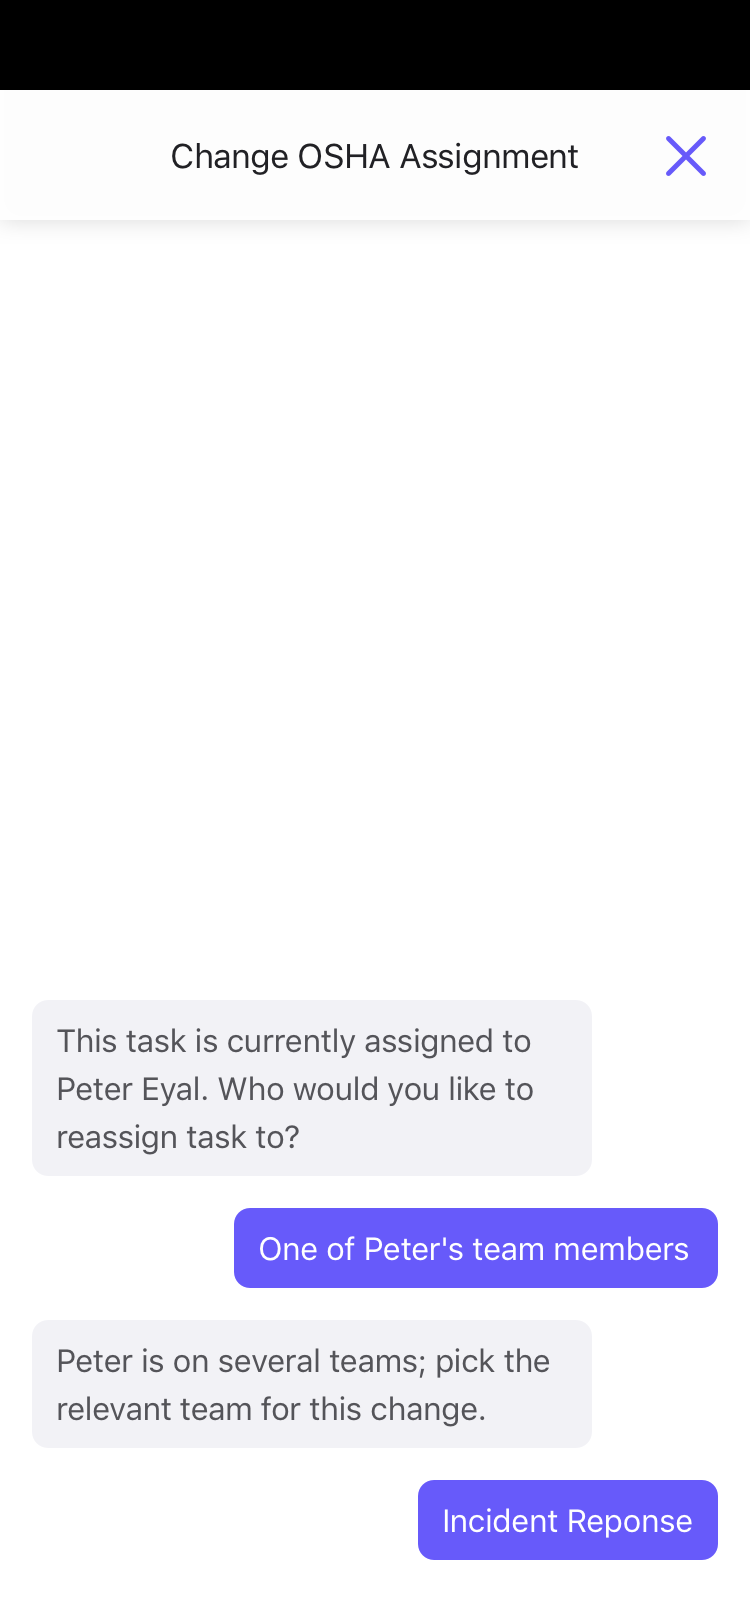 Change OSHA Assignment
This task is currently assigned to
Peter Eyal. Who would you like to
reassign task to?
One of Peter's team members
Peter is on several teams; pick the
relevant team for this change.
Incident Reponse